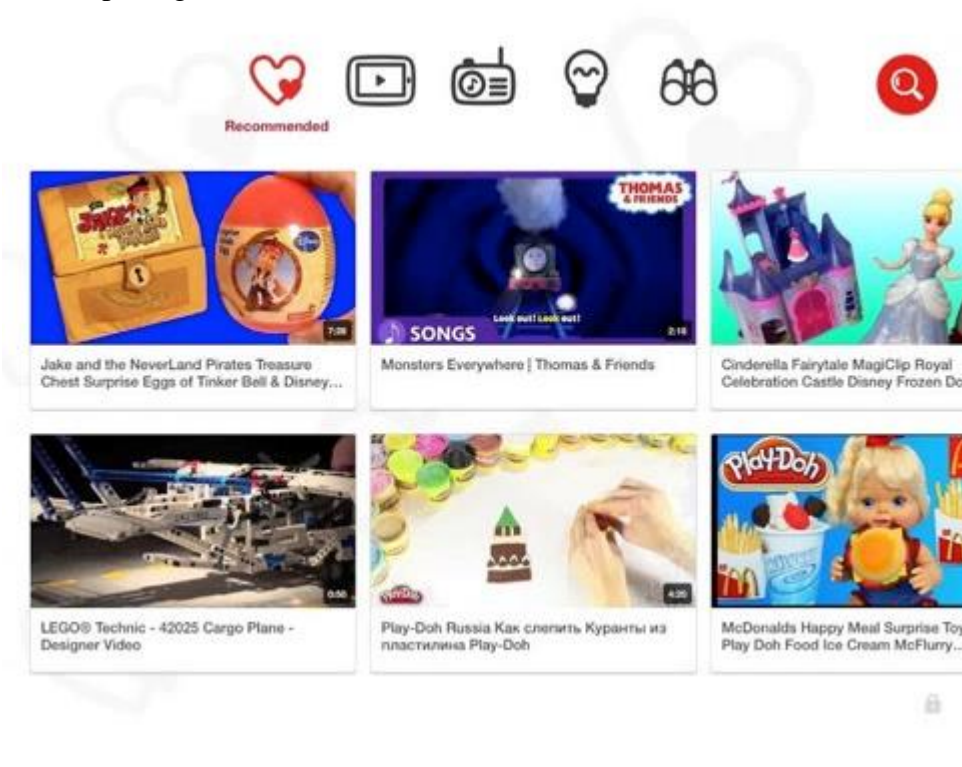 Recommended
THOMAS
& FRIENDS
Look out! Look out!
SONGS
7:28
2:16
Jake and the NeverLand Pirates Treasure
Chest Surprise Eggs of Tinker Bell & Disney...
Monsters Everywhere | Thomas & Friends
Cinderella Fairytale MagiClip Royal
Celebration Castle Disney Frozen Do
Play-Doh
Play-Doh
4:20
LEGO® Technic - 42025 Cargo Plane -
Designer Video
Play-Doh Russia Как слепить Куранты из
пластилина Play-Doh
McDonalds Happy Meal Surprise Toy
Play Doh Food Ice Cream McFlurry...